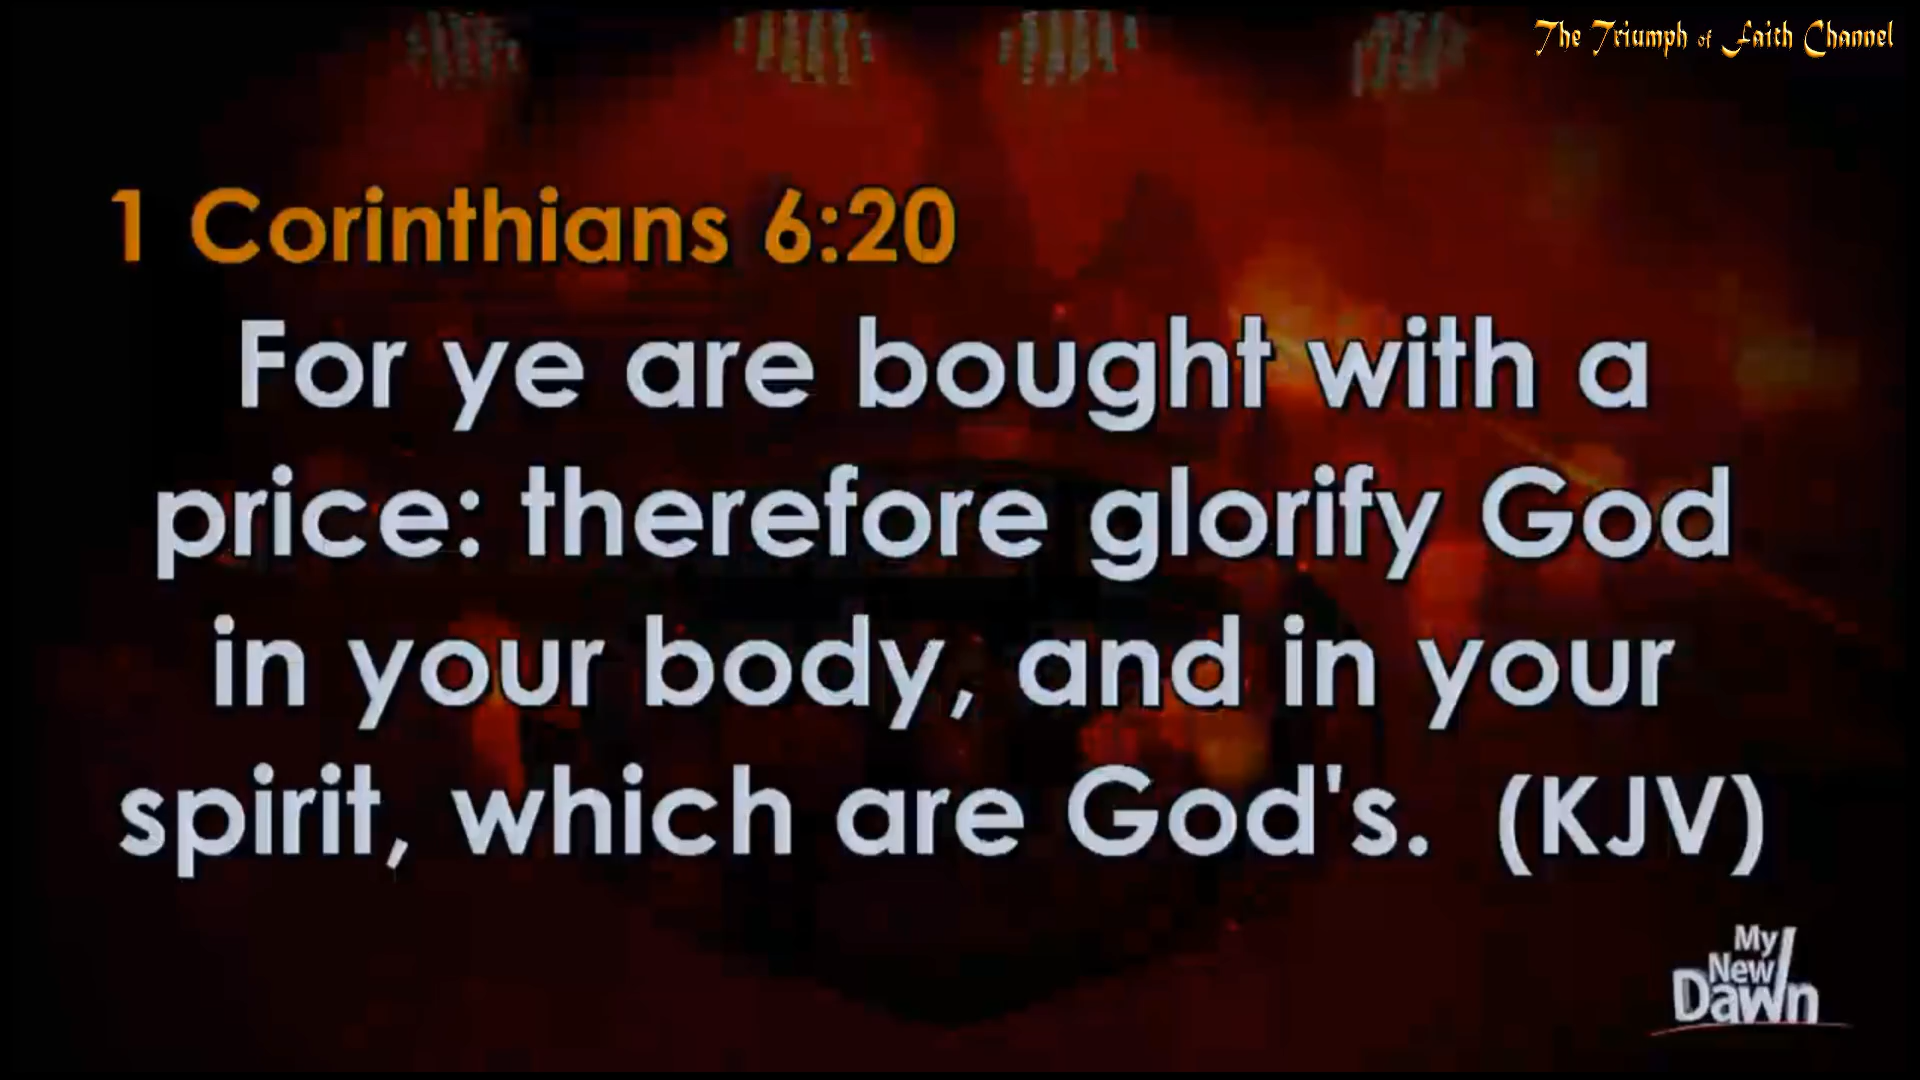 The Triumph of Faith Channel
1 Corinthians 6:20
For ye are bought with a
price: therefore glorify God
in your body, and in your
spirit, which are God's. (KJV)
My
New
Dawn